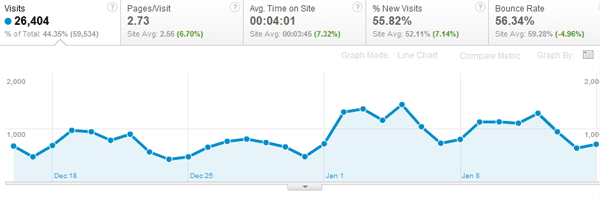 Visits
26,404
% of Total: 44.35% (59,534)
Pages/Visit
2.73
Site Avg: 2.56 (6.70%)
Avg. Time on Site
00:04:01
Site Avg: 00:03:45 (7.32%)
% New Visits
55.82%
Site Avg: 52.11% (7.14%)
Bounce Rate
56.34%
Site Avg: 59.28% (-4.96%)
Graph Mode: Line Chart Compare Metric Graph By:
2,000
2,000
1,000
1,000
Dec 18 Dec 25 Jan 1 Jan 8